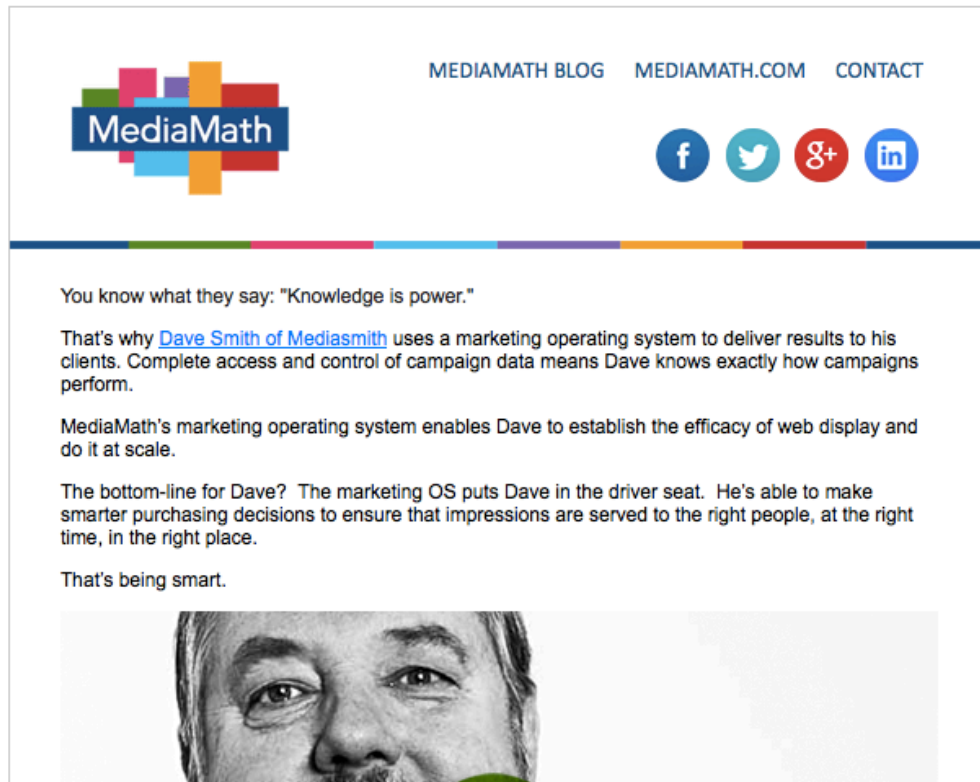 MediaMath
MEDIAMATH BLOG MEDIAMATH.COM CONTACT
f g+ in
You know what they say: "Knowledge is power."
That's why Dave Smith of Mediasmith uses a marketing operating system to deliver results to his
clients. Complete access and control of campaign data means Dave knows exactly how campaigns
perform.
MediaMath's marketing operating system enables Dave to establish the efficacy of web display and
do it at scale.
The bottom-line for Dave?  The marketing OS puts Dave in the driver seat.  He's able to make
smarter purchasing decisions to ensure that impressions are served to the right people, at the right
time, in the right place.
That's being smart.